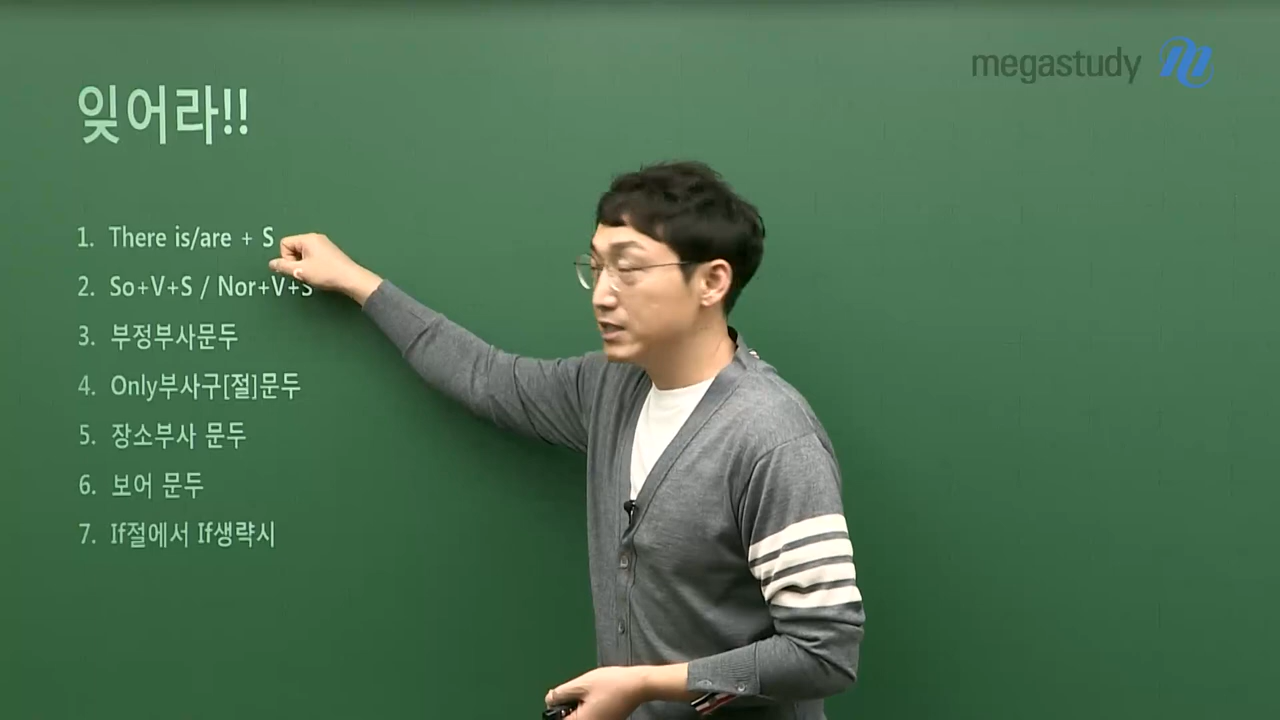 megastudy
잊어라!!
1. There is/are + S
2. So+V+S / Nor+V+S
3. 부정부사문두
4. Only부사구[절]문두
5. 장소부사 문두
6. 보어 문두
7. If절에서 If생략시